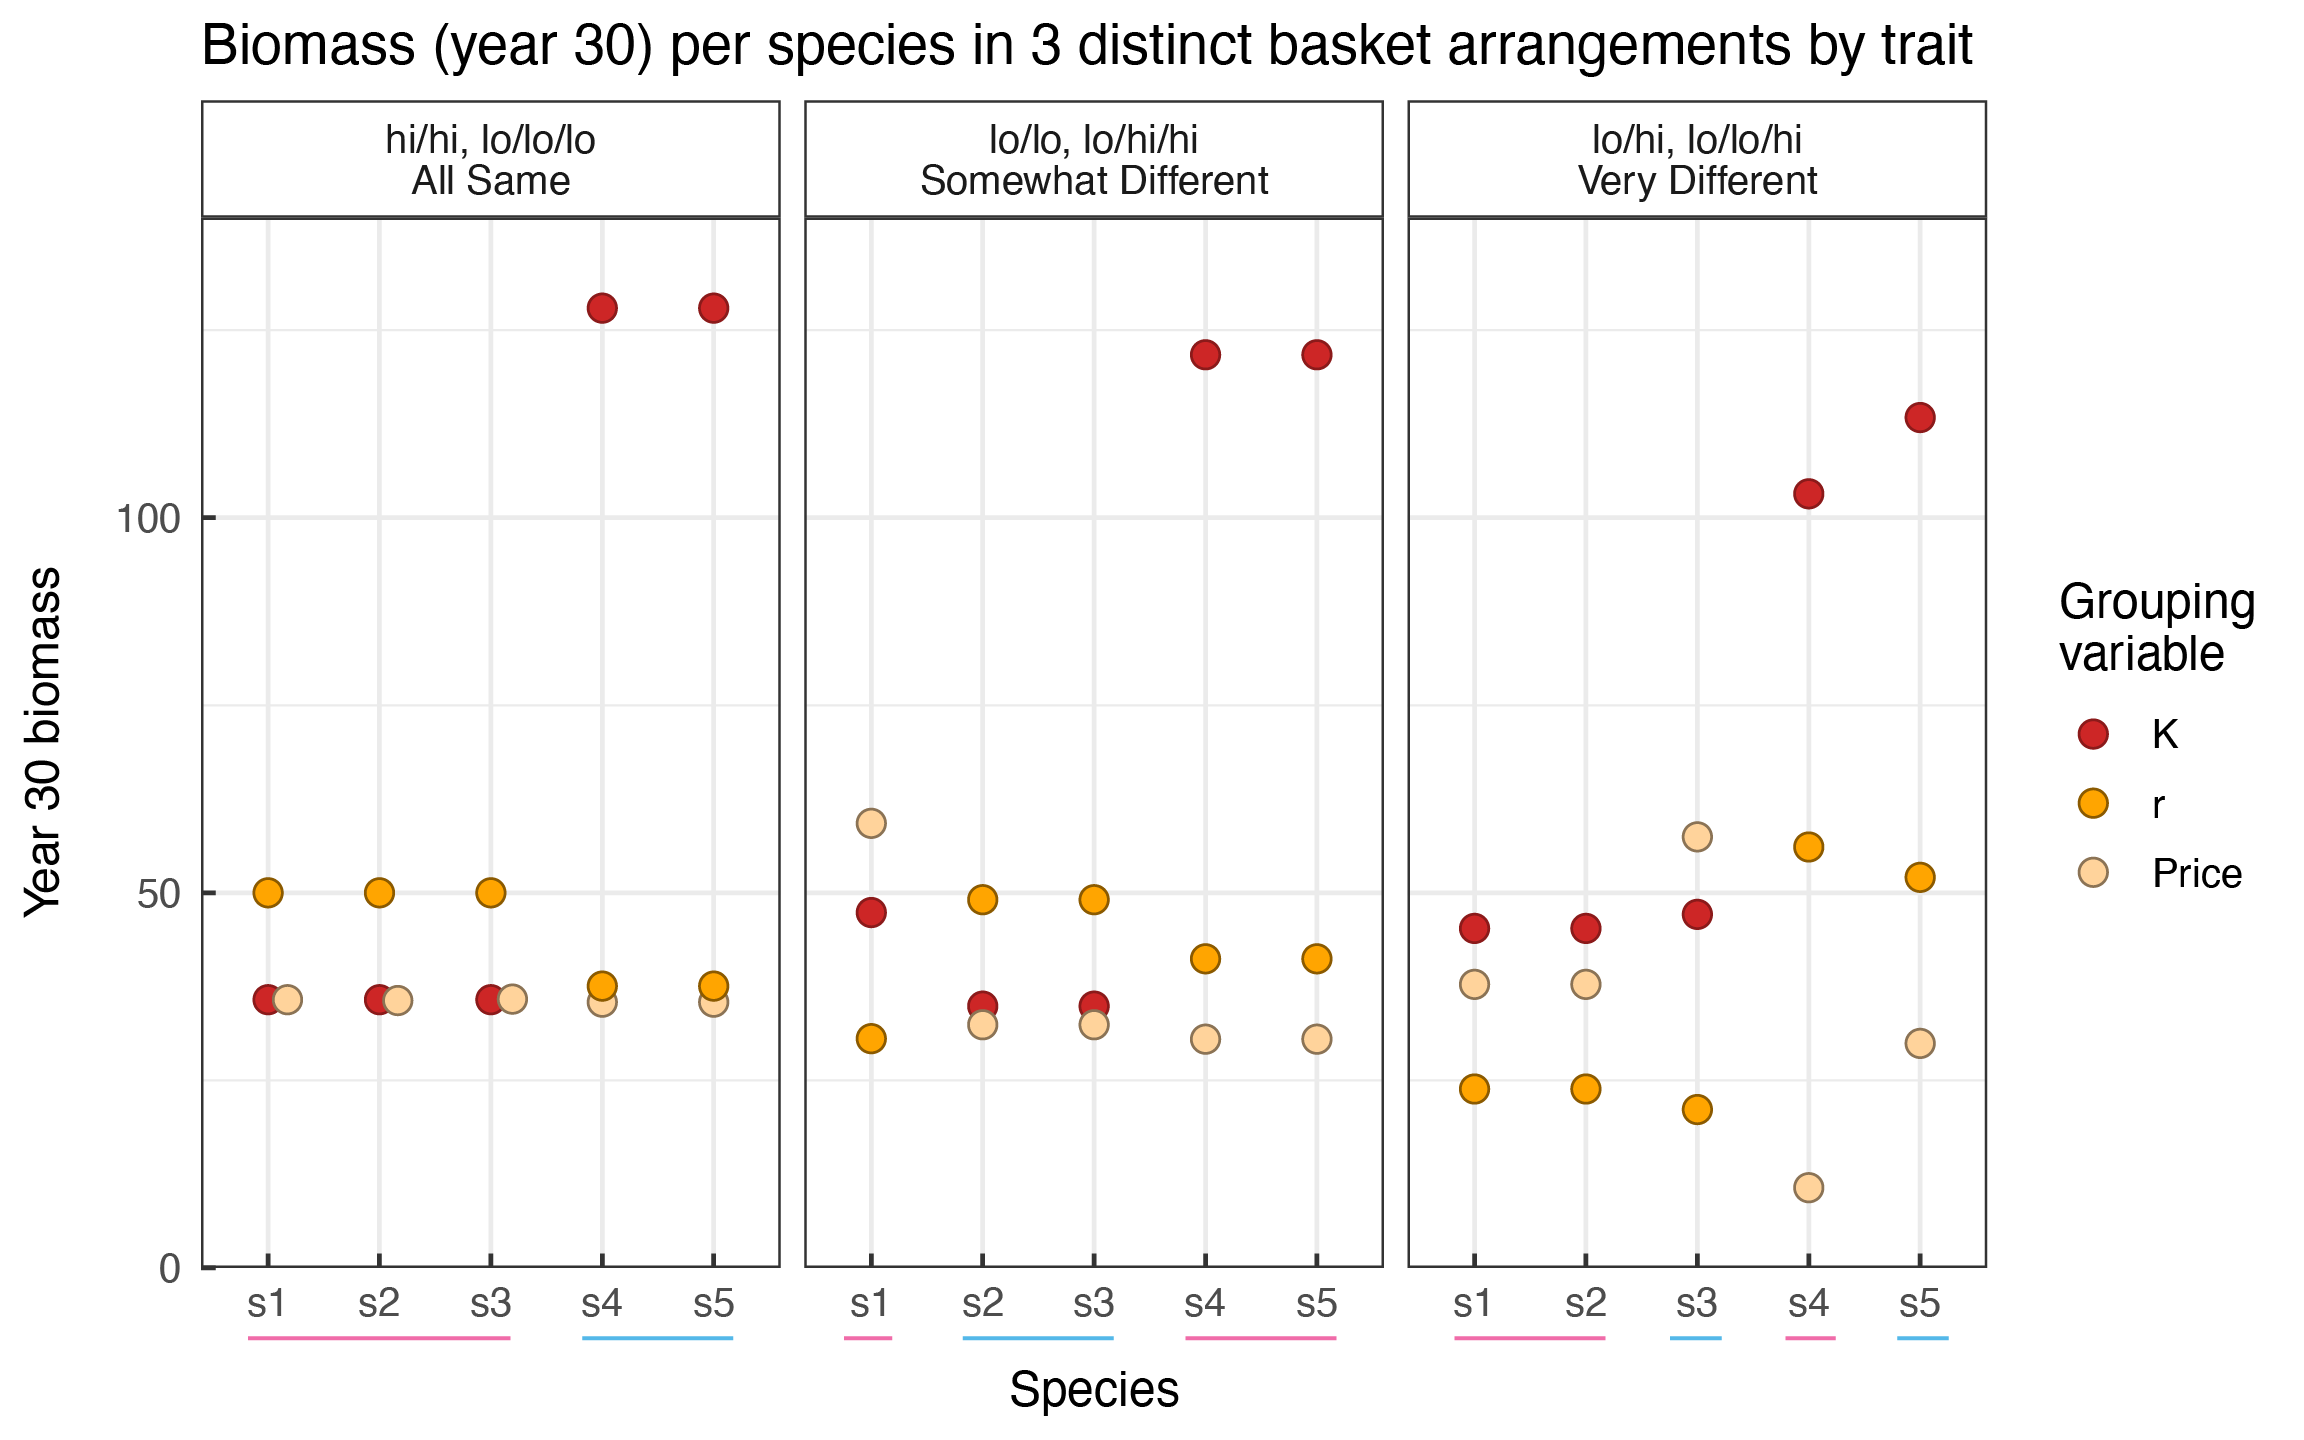 Biomass (year 30) per species in 3 distinct basket arrangements by trait
hi/hi, lo/lo/lo
All Same
lo/lo, lo/hi/hi
Somewhat Different
lo/hi, lo/lo/hi
Very Different
Year 30 biomass
100
50
0
s1 s2 s3 s4 s5
s1 s2 s3 s4 s5
s1 s2 s3 s4 s5
Species
Grouping
variable
K
r
Price